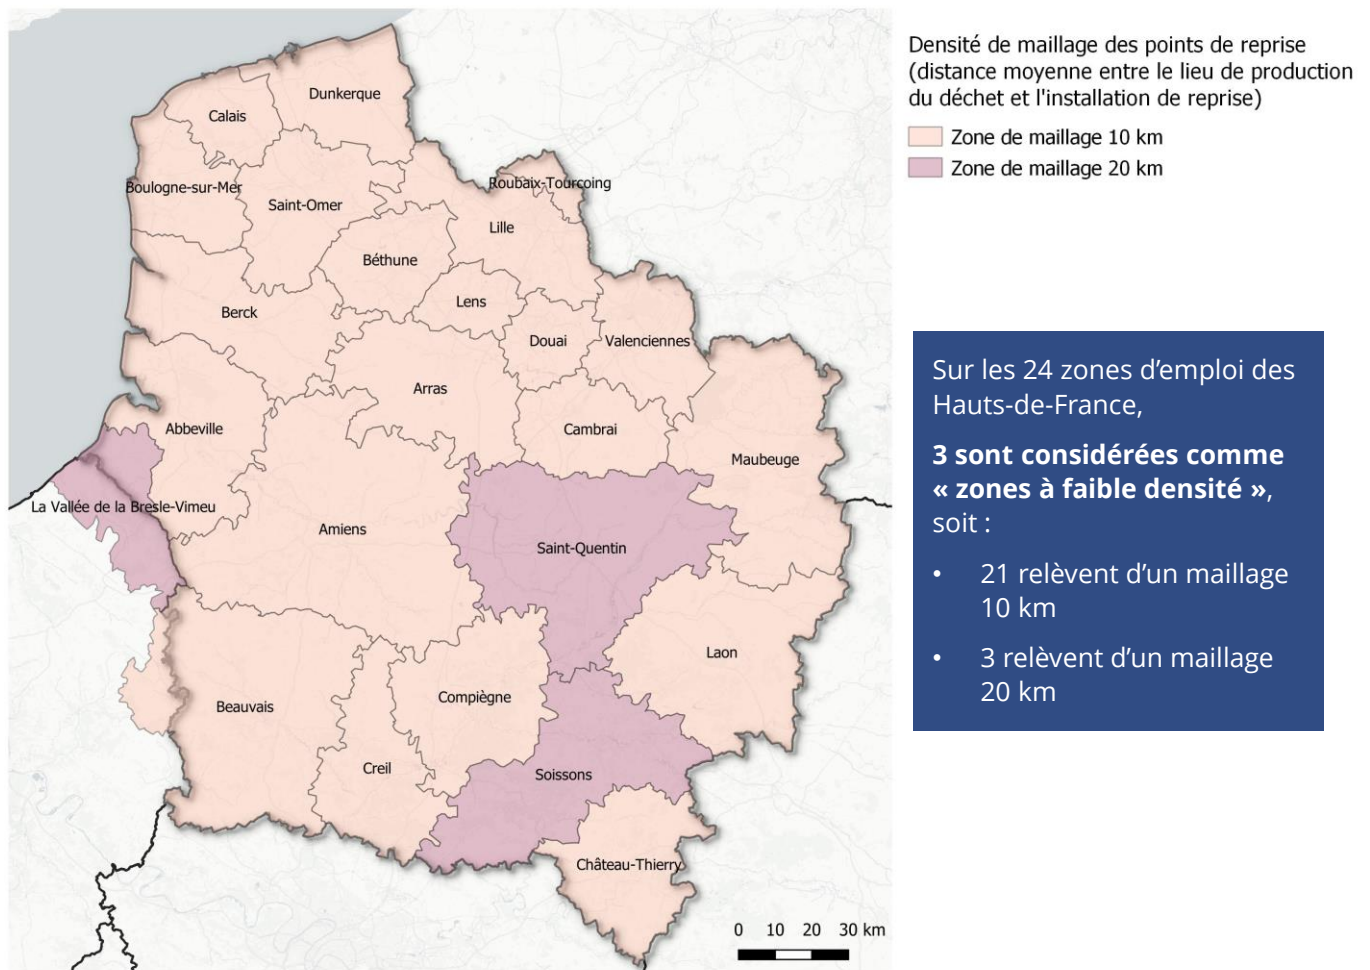 Densité de maillage des points de reprise
(distance moyenne entre le lieu de production
du déchet et l'installation de reprise)
Zone de maillage 10 km
Zone de maillage 20 km
Dunkerque
Calais
Boulogne-sur-Mer
Roubaix-Tourcoing
Saint-Omer
Lille
Béthune
Lens
Berck
Douai
Valenciennes
Arras
Abbeville
Cambrai
Maubeuge
La Vallée de la Bresle-Vimeu
Amiens
Saint-Quentin
Laon
Compiègne
Beauvais
Creil
Soissons
Château-Thierry
0 10 20 30 km
Sur les 24 zones d'emploi des
Hauts-de-France,
3 sont considérées comme
« zones à faible densité »,
soit :
• 21 relèvent d'un maillage
10 km
• 3 relèvent d'un maillage
20 km